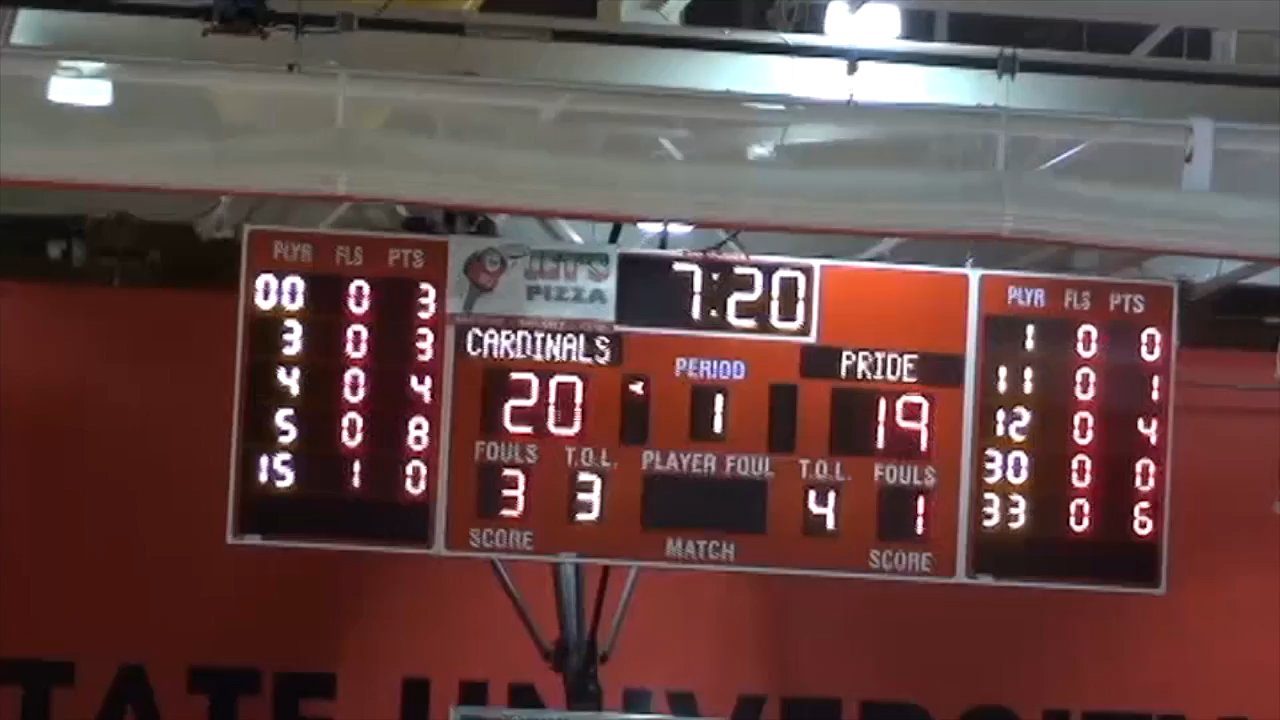 PLYR FLS PTS
00 0 3
3 0 3
4 0 4
5 0 8
15 1 0
JET'S
PIZZA
7:20
CARDINALS
20
PERIOD
1
PRIDE
19
FOULS T.O.L. PLAYER FOUL T.O.L. FOULS
3 3 4 1
SCORE MATCH SCORE
PLYR FLS PTS
1 0 0
11 0 1
12 0 4
30 0 0
33 0 6
TATE UNIVERSITY